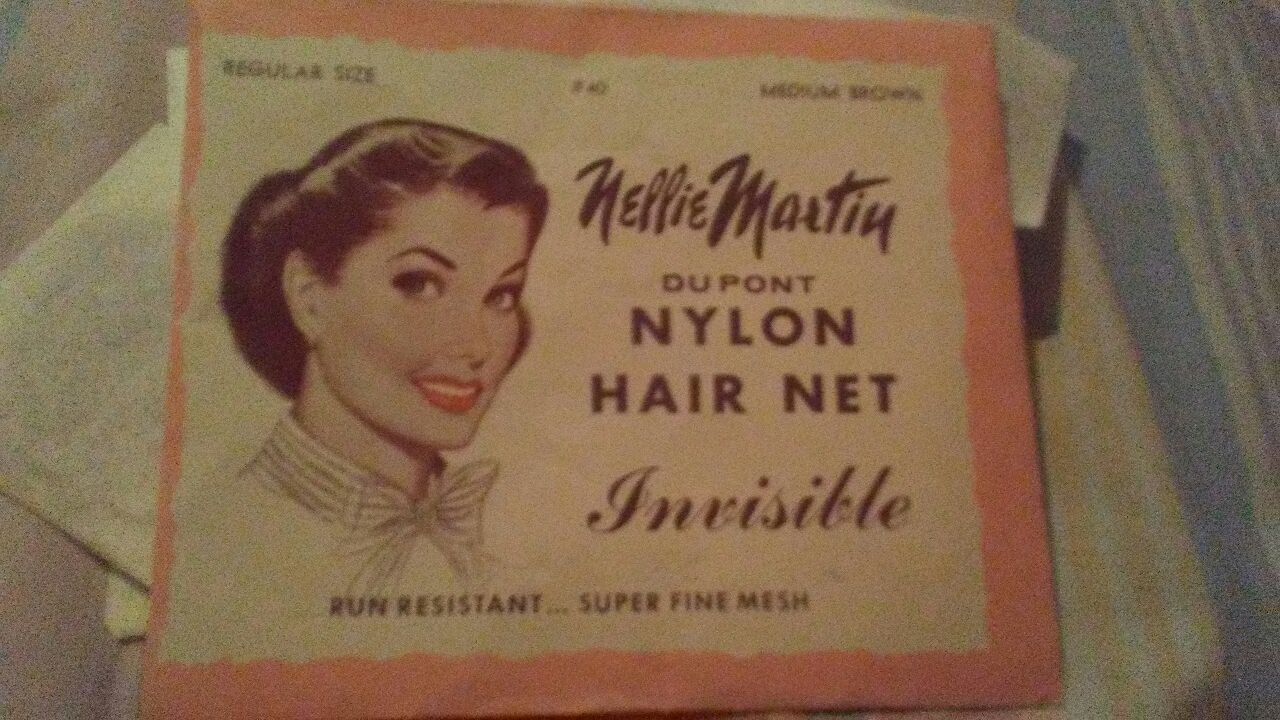 REGULAR SIZE #40 MEDIUM BROWN
Nellie Martin
DU PONT
NYLON
HAIR NET
Invisible
RUN RESISTANT... SUPER FINE MESH